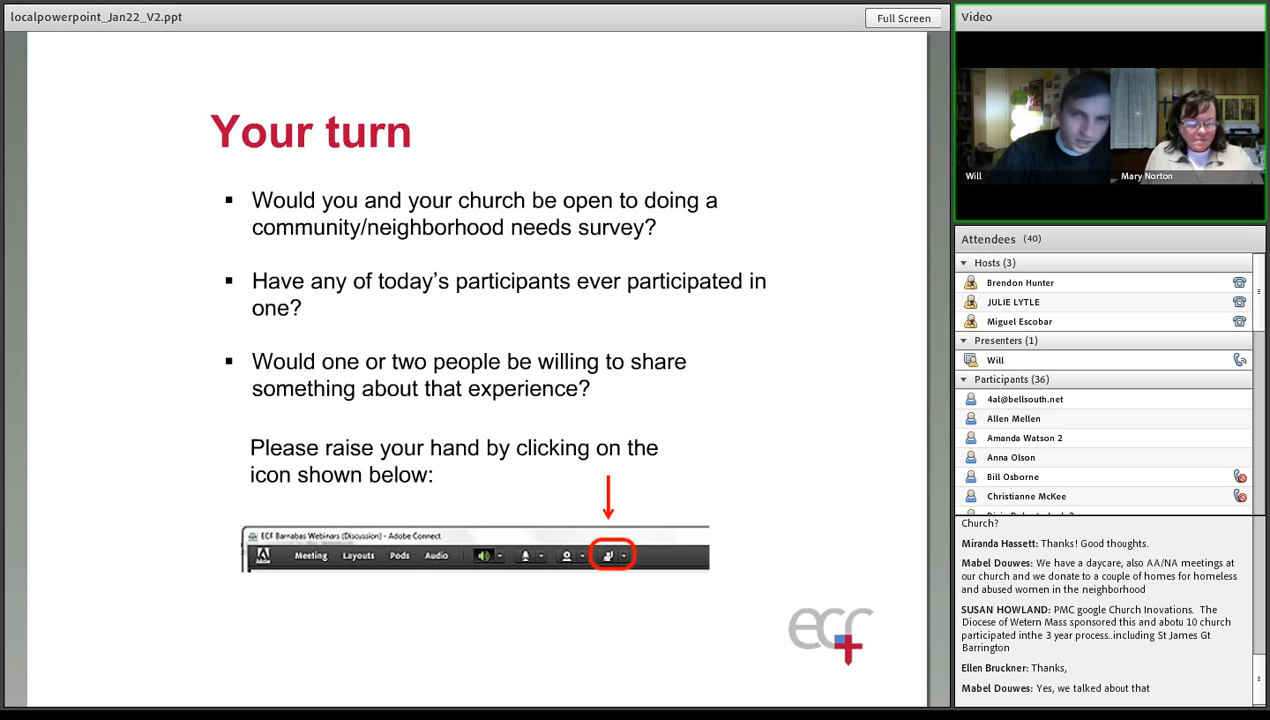 localpowerpoint_Jan22_V2.ppt
Full Screen
Your turn
Would you and your church be open to doing a
community/neighborhood needs survey?
Have any of today's participants ever participated in
one?
Would one or two people be willing to share
something about that experience?
Please raise your hand by clicking on the
icon shown below:
ECF Barnabas Webinars (Discussion) - Adobe Connect
Adobe
Meeting Layouts Pods Audio
ecf
Video
Will
Mary Norton
Attendees (40)
Hosts (3)
Brendon Hunter
JULIE LYTLE
Miguel Escobar
Presenters (1)
Will
Participants (36)
4al@bellsouth.net
Allen Mellen
Amanda Watson 2
Anna Olson
Bill Osborne
Christianne McKee
Church?
Miranda Hassett: Thanks! Good thoughts.
Mabel Douwes: We have a daycare, also AA/NA meetings at
our church and we donate to a couple of homes for homeless
and abused women in the neighborhood
SUSAN HOWLAND: PMC google Church Inovations. The
Diocese of Wetern Mass sponsored this and abotu 10 church
participated inthe 3 year process..including St James Gt
Barrington
Ellen Bruckner: Thanks,
Mabel Douwes: Yes, we talked about that